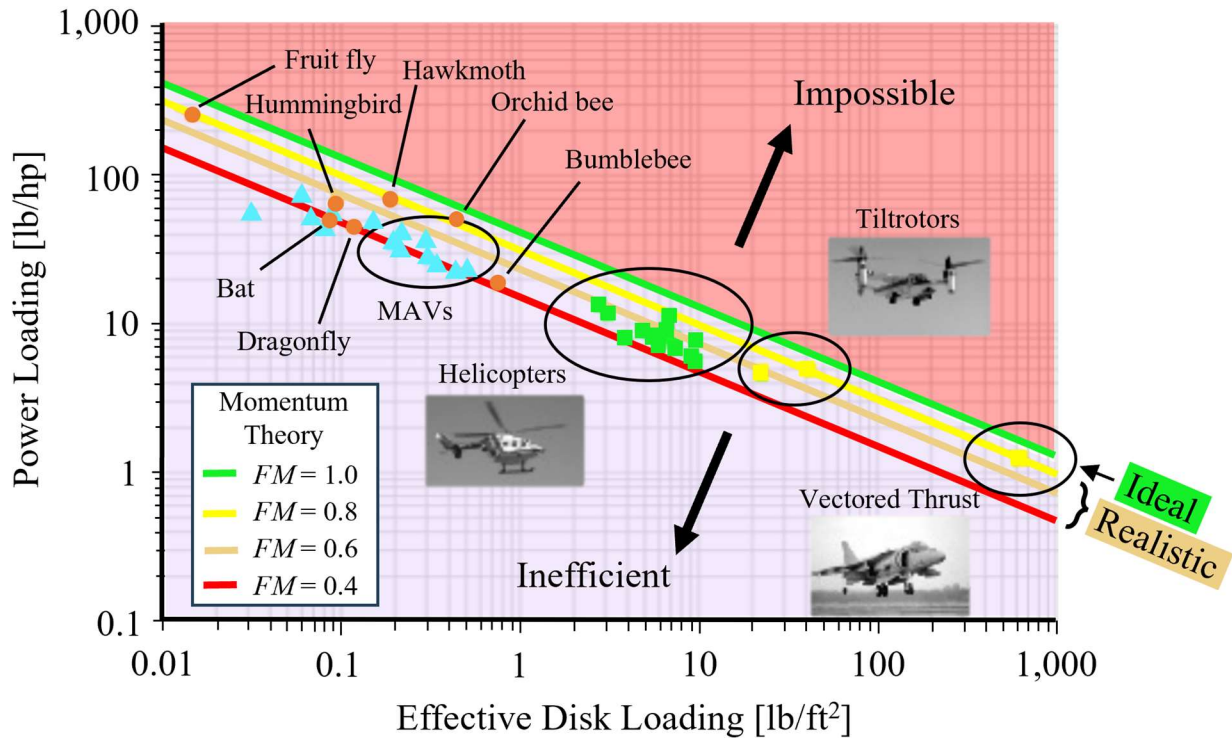 1,000
100
10
1
0.1
Power Loading [lb/hp]
Fruit fly
Hummingbird
Hawkmoth
Orchid bee
Bumblebee
Impossible
Tiltrotors
Bat
Dragonfly
MAVs
Helicopters
Vectored Thrust
Inefficient
Ideal
Realistic
}
Momentum
Theory
FM = 1.0
FM = 0.8
FM = 0.6
FM = 0.4
0.01
0.1
1
10
100
1,000
Effective Disk Loading [lb/ft²]